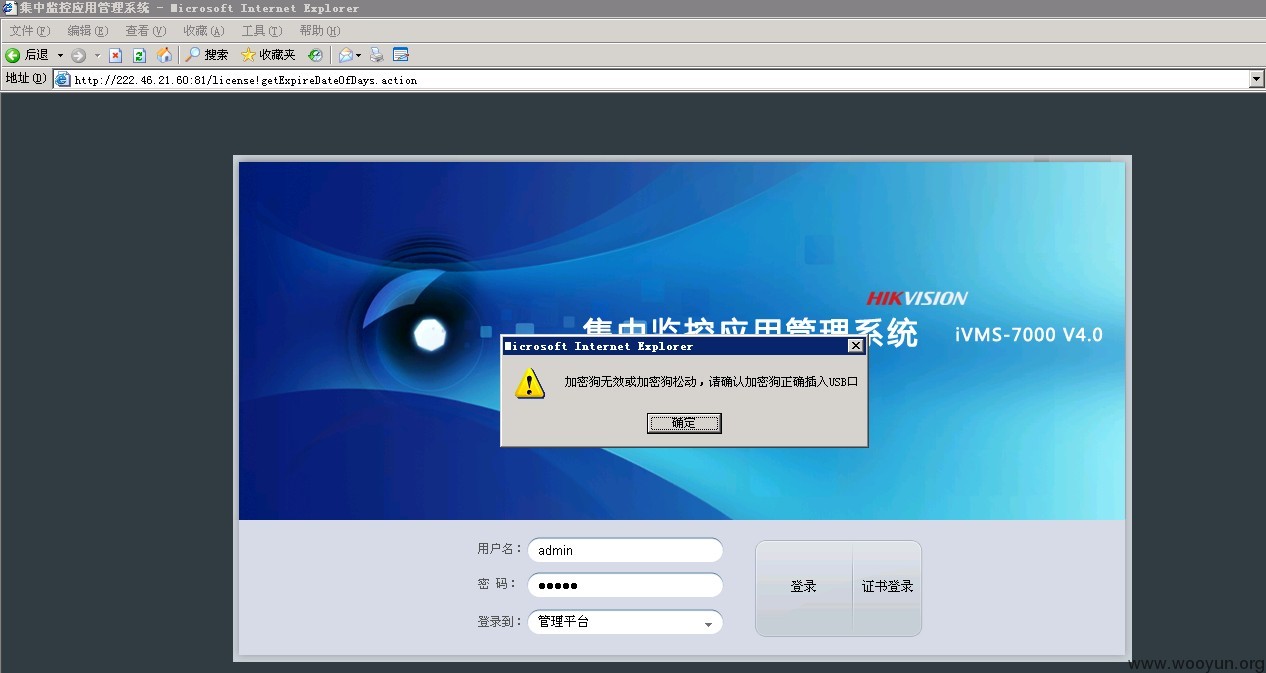 集中监控应用管理系统 - Microsoft Internet Explorer
文件(F) 编辑(E) 查看(V) 收藏(A) 工具(T) 帮助(H)
后退 搜索 收藏夹
地址(D) http://222.46.21.60:81/license!getExpireDateOfDays.action
HIKVISION
集中监控应用管理系统 iVMS-7000 V4.0
Microsoft Internet Explorer
加密狗无效或加密狗松动，请确认加密狗正确插入USB口
确定
用户名： admin
密 码： ●●●●●
登录 证书登录
登录到： 管理平台
www.wooyun.org